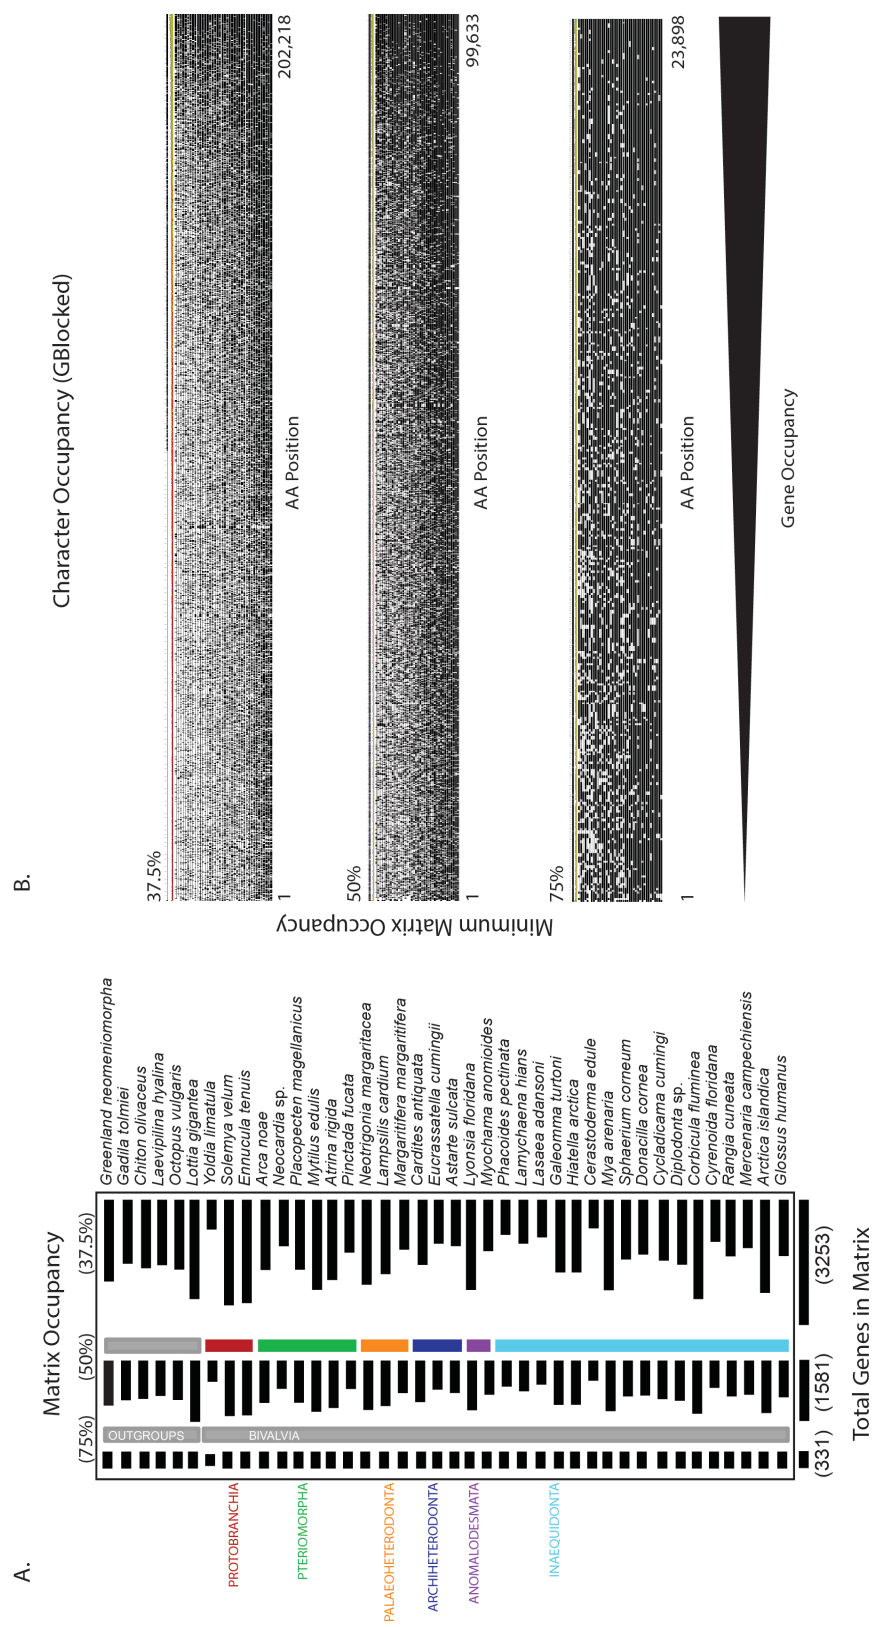 A.
Matrix Occupancy
(75%)
(50%)
(37.5%)
OUTGROUPS
BIVALVIA
PROTOBRANCHIA
PTERIOMORPHA
PALAEOHETERODONTA
ARCHIHETERODONTA
ANOMALODESMATA
INAEQUIDONTA
Greenland neomeniomorpha
Gadila tolmiei
Chiton olivaceus
Laevipilina hyalina
Octopus vulgaris
Lottia gigantea
Yoldia limatula
Solemya velum
Ennucula tenuis
Arca noae
Neocardia sp.
Placopecten magellanicus
Mytilus edulis
Atrina rigida
Pinctada fucata
Neotrigonia margaritacea
Lampsilis cardium
Margaritifera margaritifera
Cardites antiquata
Eucrassatella cumingii
Astarte sulcata
Lyonsia floridana
Myochama anomioides
Phacoides pectinata
Lamychaena hians
Lasaea adansoni
Galeomma turtoni
Hiatella arctica
Cerastoderma edule
Mya arenaria
Sphaerium corneum
Donacilla cornea
Cycladicama cumingi
Diplodonta sp.
Corbicula fluminea
Cyrenoida floridana
Rangia cuneata
Mercenaria campechiensis
Arctica islandica
Glossus humanus
(331)
(1581)
(3253)
Total Genes in Matrix
B.
Character Occupancy (GBlocked)
Minimum Matrix Occupancy
37.5%
1
AA Position
202,218
50%
1
AA Position
99,633
75%
1
AA Position
23,898
Gene Occupancy